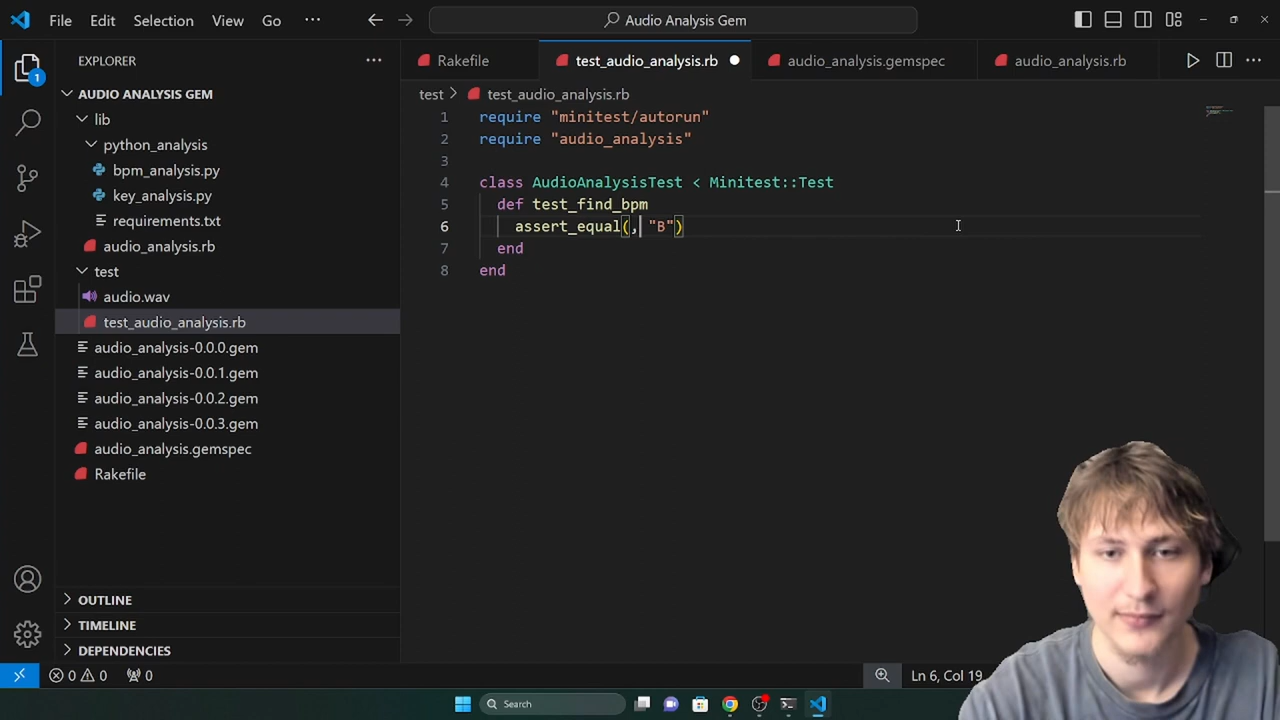 File Edit Selection View Go ··· Audio Analysis Gem
EXPLORER ···
Rakefile test_audio_analysis.rb audio_analysis.gemspec audio_analysis.rb ···
1
AUDIO ANALYSIS GEM
lib
python_analysis
bpm_analysis.py
key_analysis.py
requirements.txt
audio_analysis.rb
test
audio.wav
test_audio_analysis.rb
audio_analysis-0.0.0.gem
audio_analysis-0.0.1.gem
audio_analysis-0.0.2.gem
audio_analysis-0.0.3.gem
audio_analysis.gemspec
Rakefile
OUTLINE
TIMELINE
DEPENDENCIES
test > test_audio_analysis.rb
1 require "minitest/autorun"
2 require "audio_analysis"
3
4 class AudioAnalysisTest < Minitest::Test
5 def test_find_bpm
6 assert_equal(, "B")
7 end
8 end
0 0 0 Ln 6, Col 19
Search